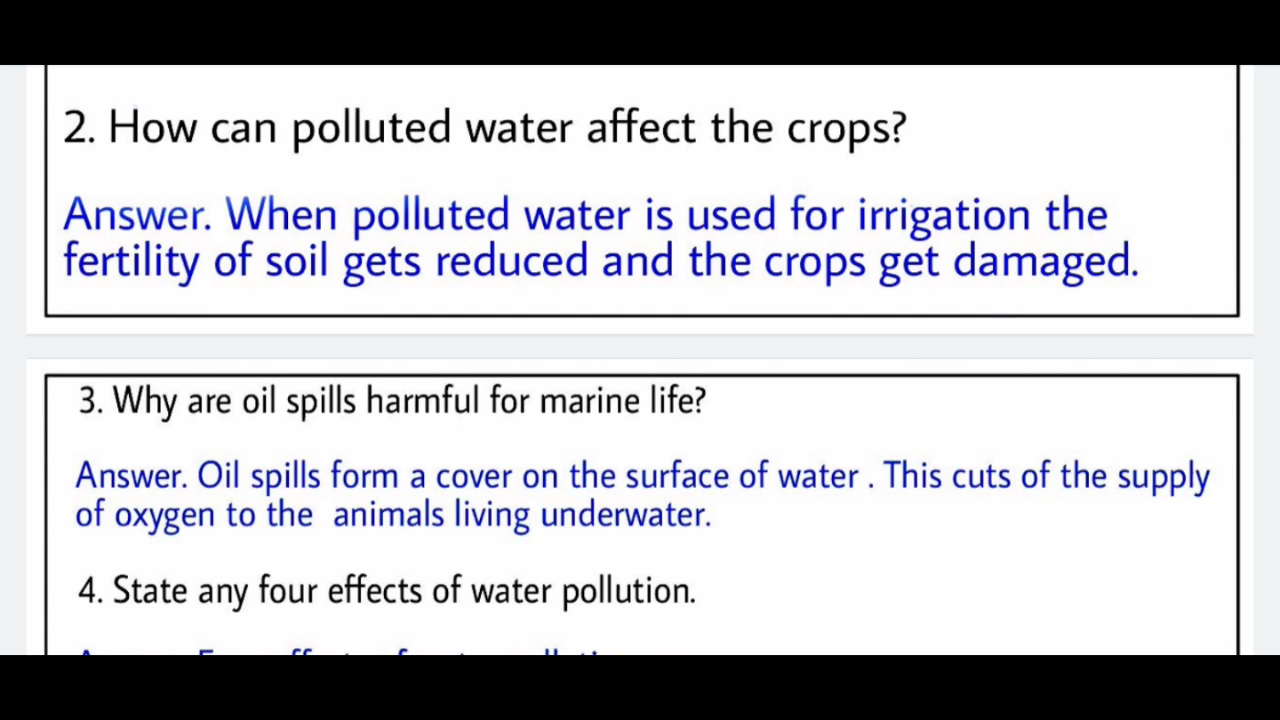 2. How can polluted water affect the crops?
Answer. When polluted water is used for irrigation the
fertility of soil gets reduced and the crops get damaged.
3. Why are oil spills harmful for marine life?
Answer. Oil spills form a cover on the surface of water . This cuts of the supply
of oxygen to the  animals living underwater.
4. State any four effects of water pollution.